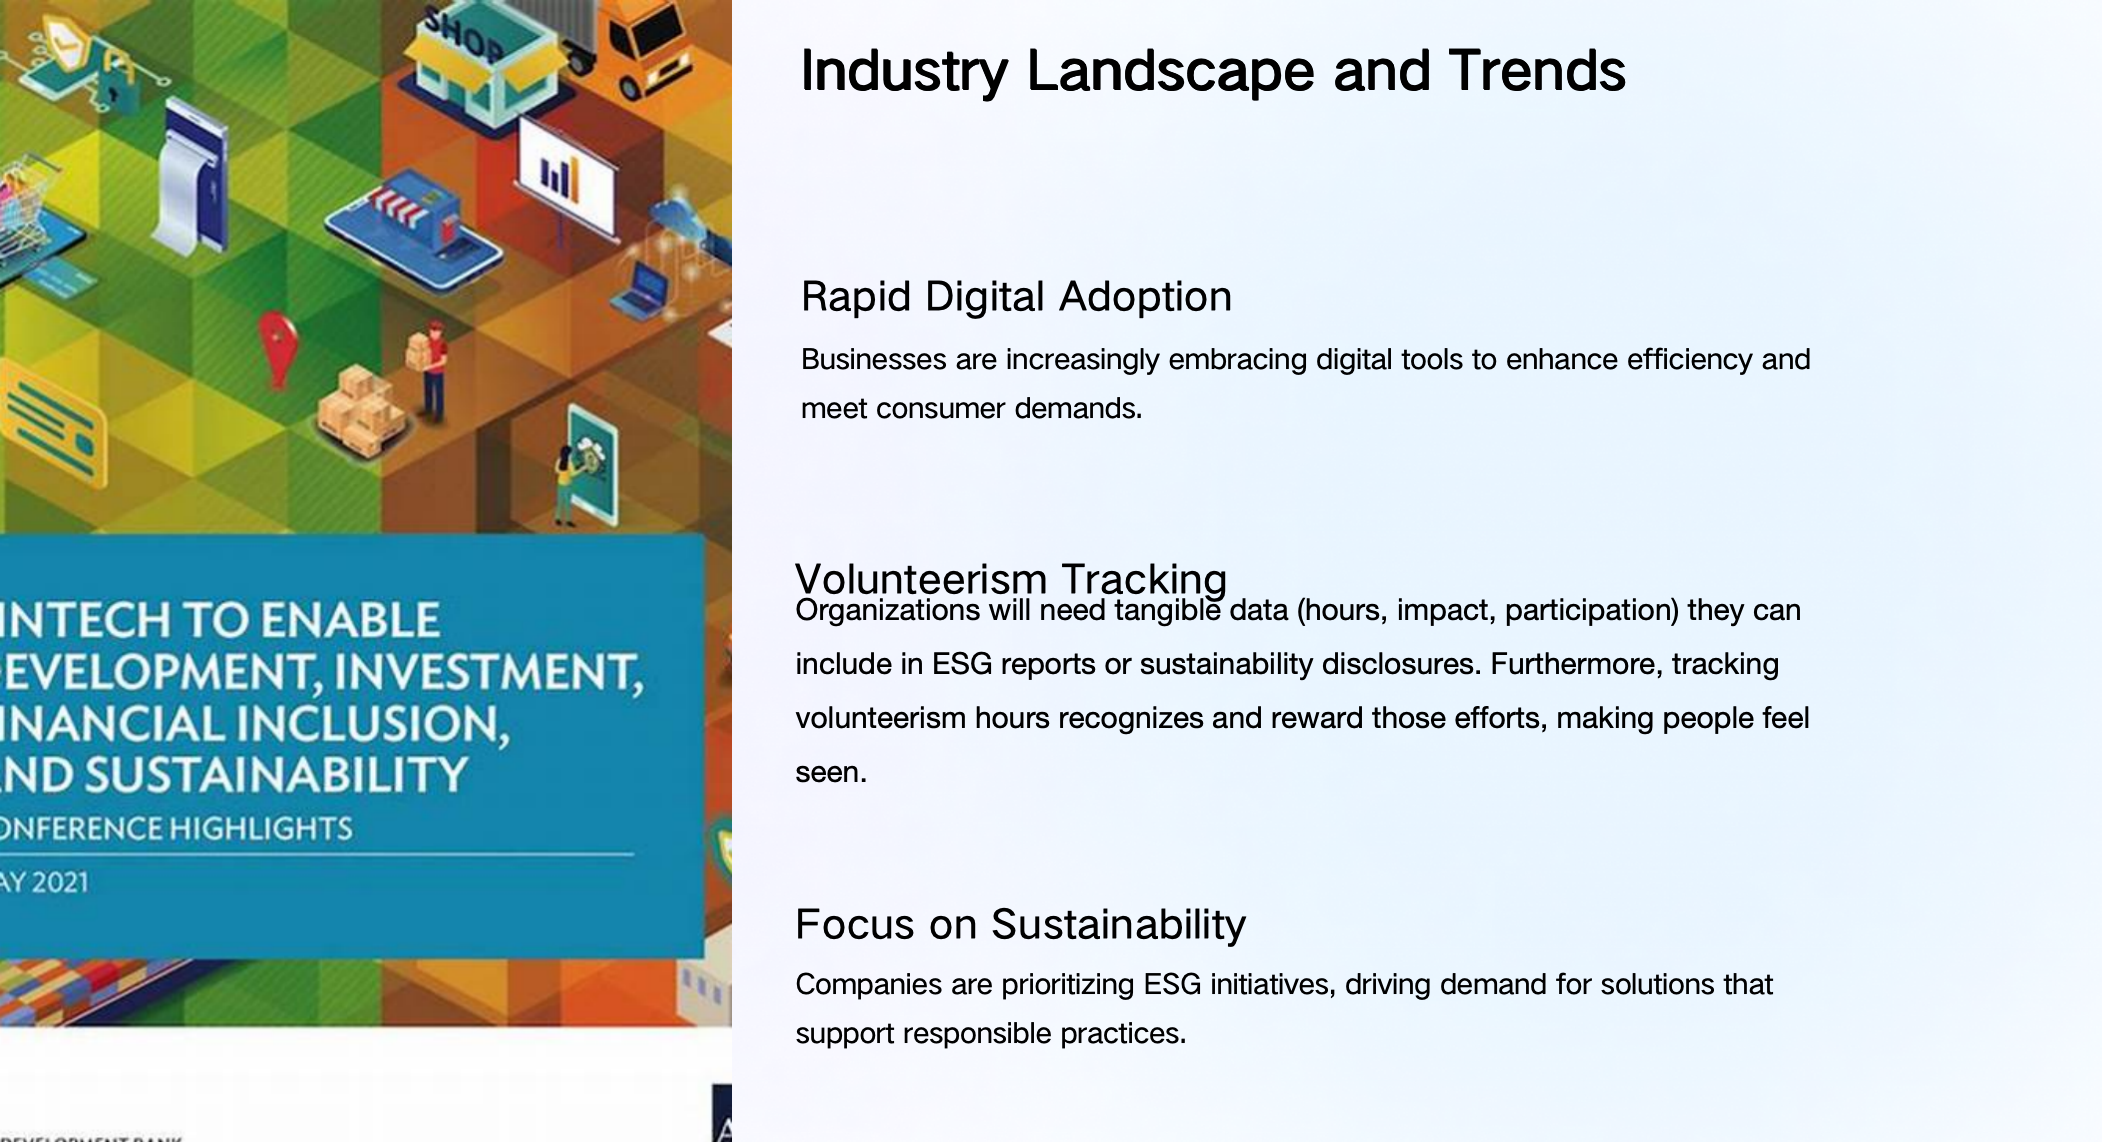 SHOP
INTECH TO ENABLE
EVELOPMENT, INVESTMENT,
INANCIAL INCLUSION,
ND SUSTAINABILITY
ONFERENCE HIGHLIGHTS
AY 2021
Industry Landscape and Trends
Rapid Digital Adoption
Businesses are increasingly embracing digital tools to enhance efficiency and
meet consumer demands.
Volunteerism Tracking
Organizations will need tangible data (hours, impact, participation) they can
include in ESG reports or sustainability disclosures. Furthermore, tracking
volunteerism hours recognizes and reward those efforts, making people feel
seen.
Focus on Sustainability
Companies are prioritizing ESG initiatives, driving demand for solutions that
support responsible practices.